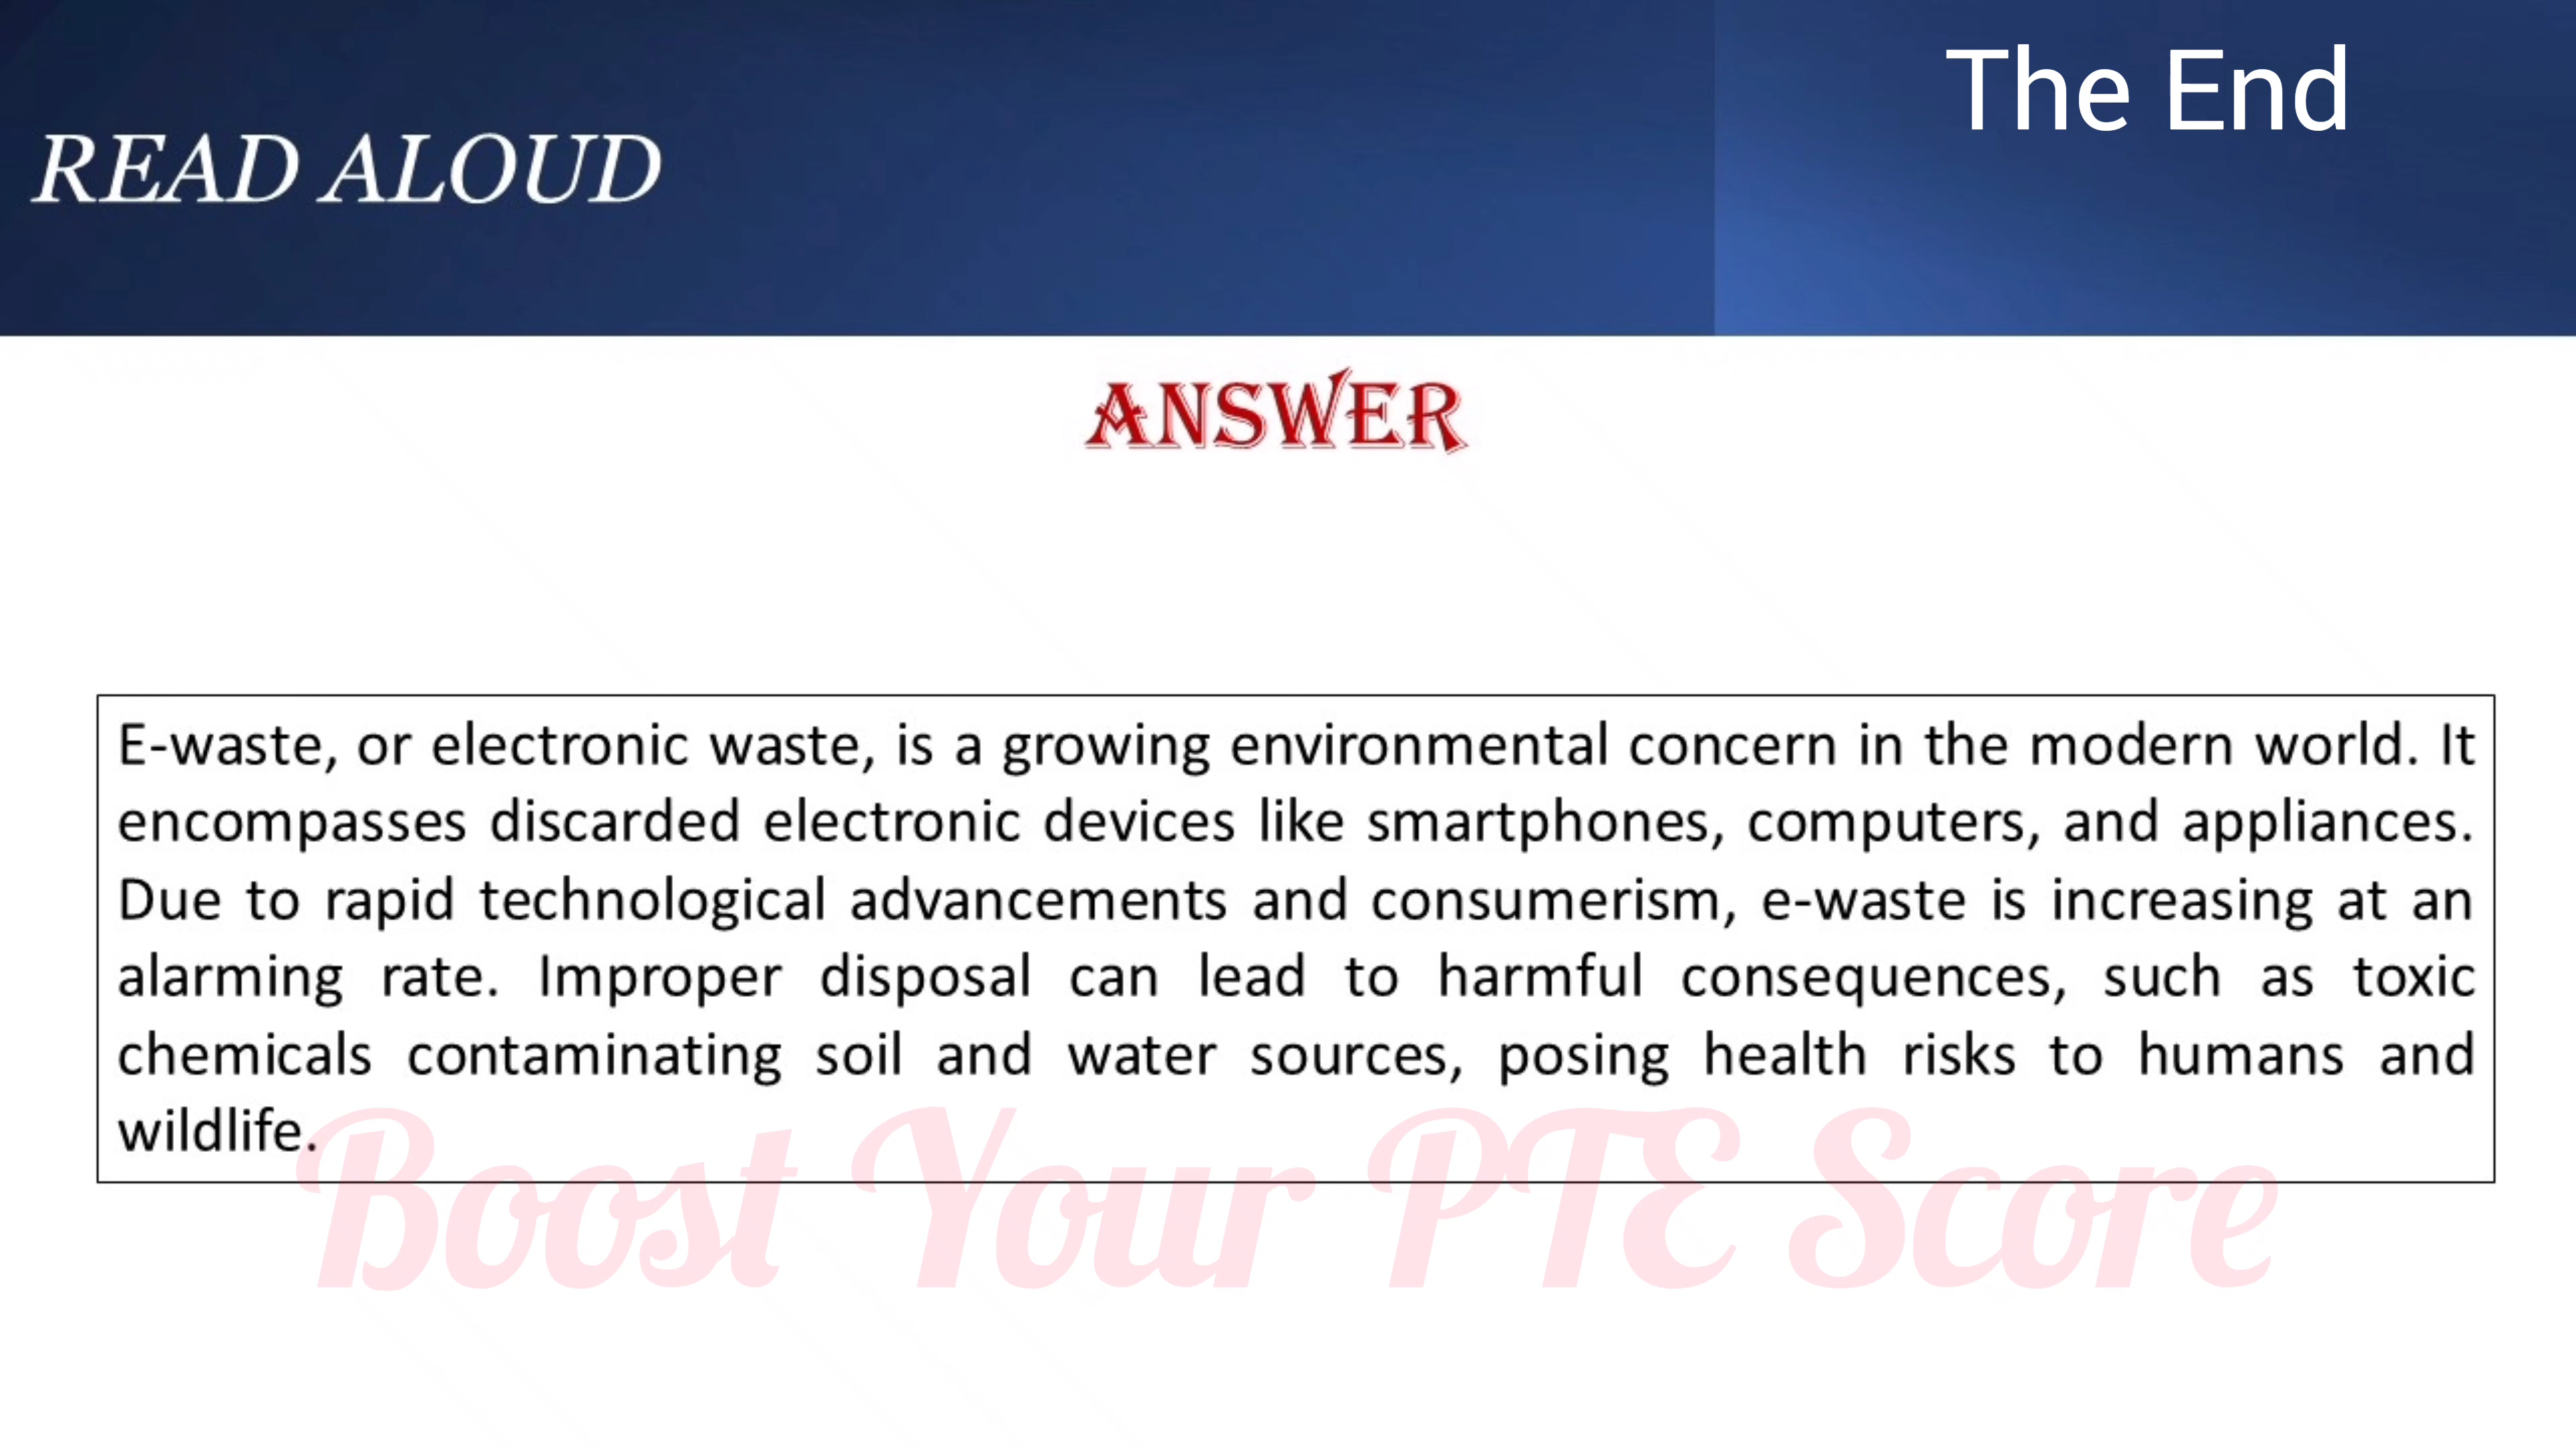 The End
READ ALOUD
ANSWER
E-waste, or electronic waste, is a growing environmental concern in the modern world. It
encompasses discarded electronic devices like smartphones, computers, and appliances.
Due to rapid technological advancements and consumerism, e-waste is increasing at an
alarming rate. Improper disposal can lead to harmful consequences, such as toxic
chemicals contaminating soil and water sources, posing health risks to humans and
wildlife.
Boost Your PTE Score